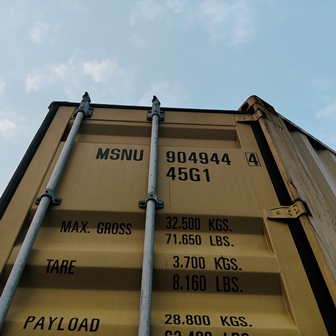 MSNU 904944 4
45G1
MAX. GROSS 32.500 KGS.
71.650 LBS.
TARE 3.700 KGS.
8.160 LBS.
PAYLOAD 28.800 KGS.
LBS.